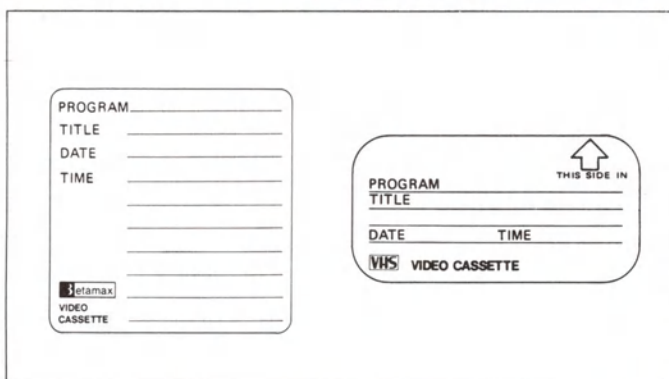 PROGRAM
TITLE
DATE
TIME
Betamax
VIDEO
CASSETTE
THIS SIDE IN
PROGRAM
TITLE
DATE TIME
VHS VIDEO CASSETTE